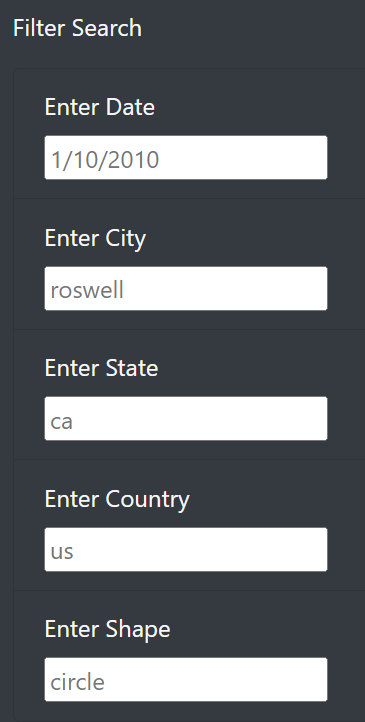 Filter Search
Enter Date
1/10/2010
Enter City
roswell
Enter State
ca
Enter Country
us
Enter Shape
circle